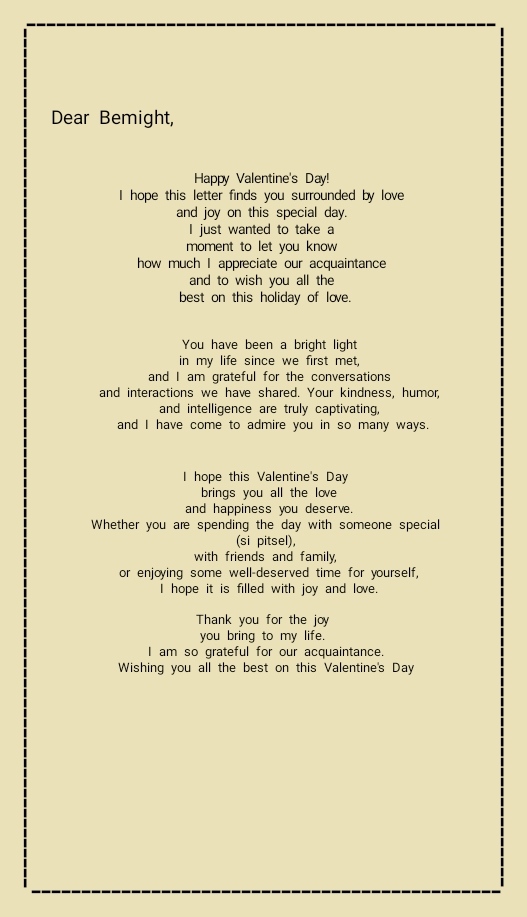 Dear Bemight,
Happy Valentine's Day!
I hope this letter finds you surrounded by love
and joy on this special day.
I just wanted to take a
moment to let you know
how much I appreciate our acquaintance
and to wish you all the
best on this holiday of love.
You have been a bright light
in my life since we first met,
and I am grateful for the conversations
and interactions we have shared. Your kindness, humor,
and intelligence are truly captivating,
and I have come to admire you in so many ways.
I hope this Valentine's Day
brings you all the love
and happiness you deserve.
Whether you are spending the day with someone special
(si pitsel),
with friends and family,
or enjoying some well-deserved time for yourself,
I hope it is filled with joy and love.
Thank you for the joy
you bring to my life.
I am so grateful for our acquaintance.
Wishing you all the best on this Valentine's Day